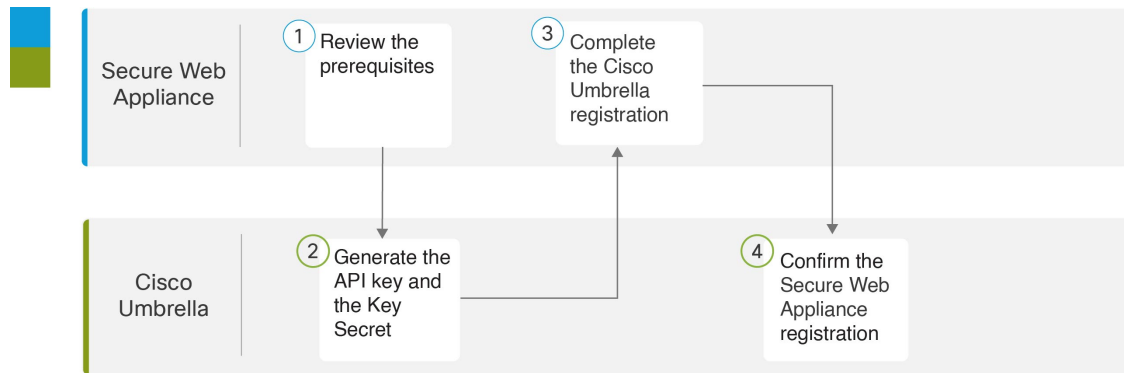 Secure Web
Appliance
1
Review the
prerequisites
3
Complete
the Cisco
Umbrella
registration
Cisco
Umbrella
2
Generate the
API key and
the Key
Secret
4
Confirm the
Secure Web
Appliance
registration